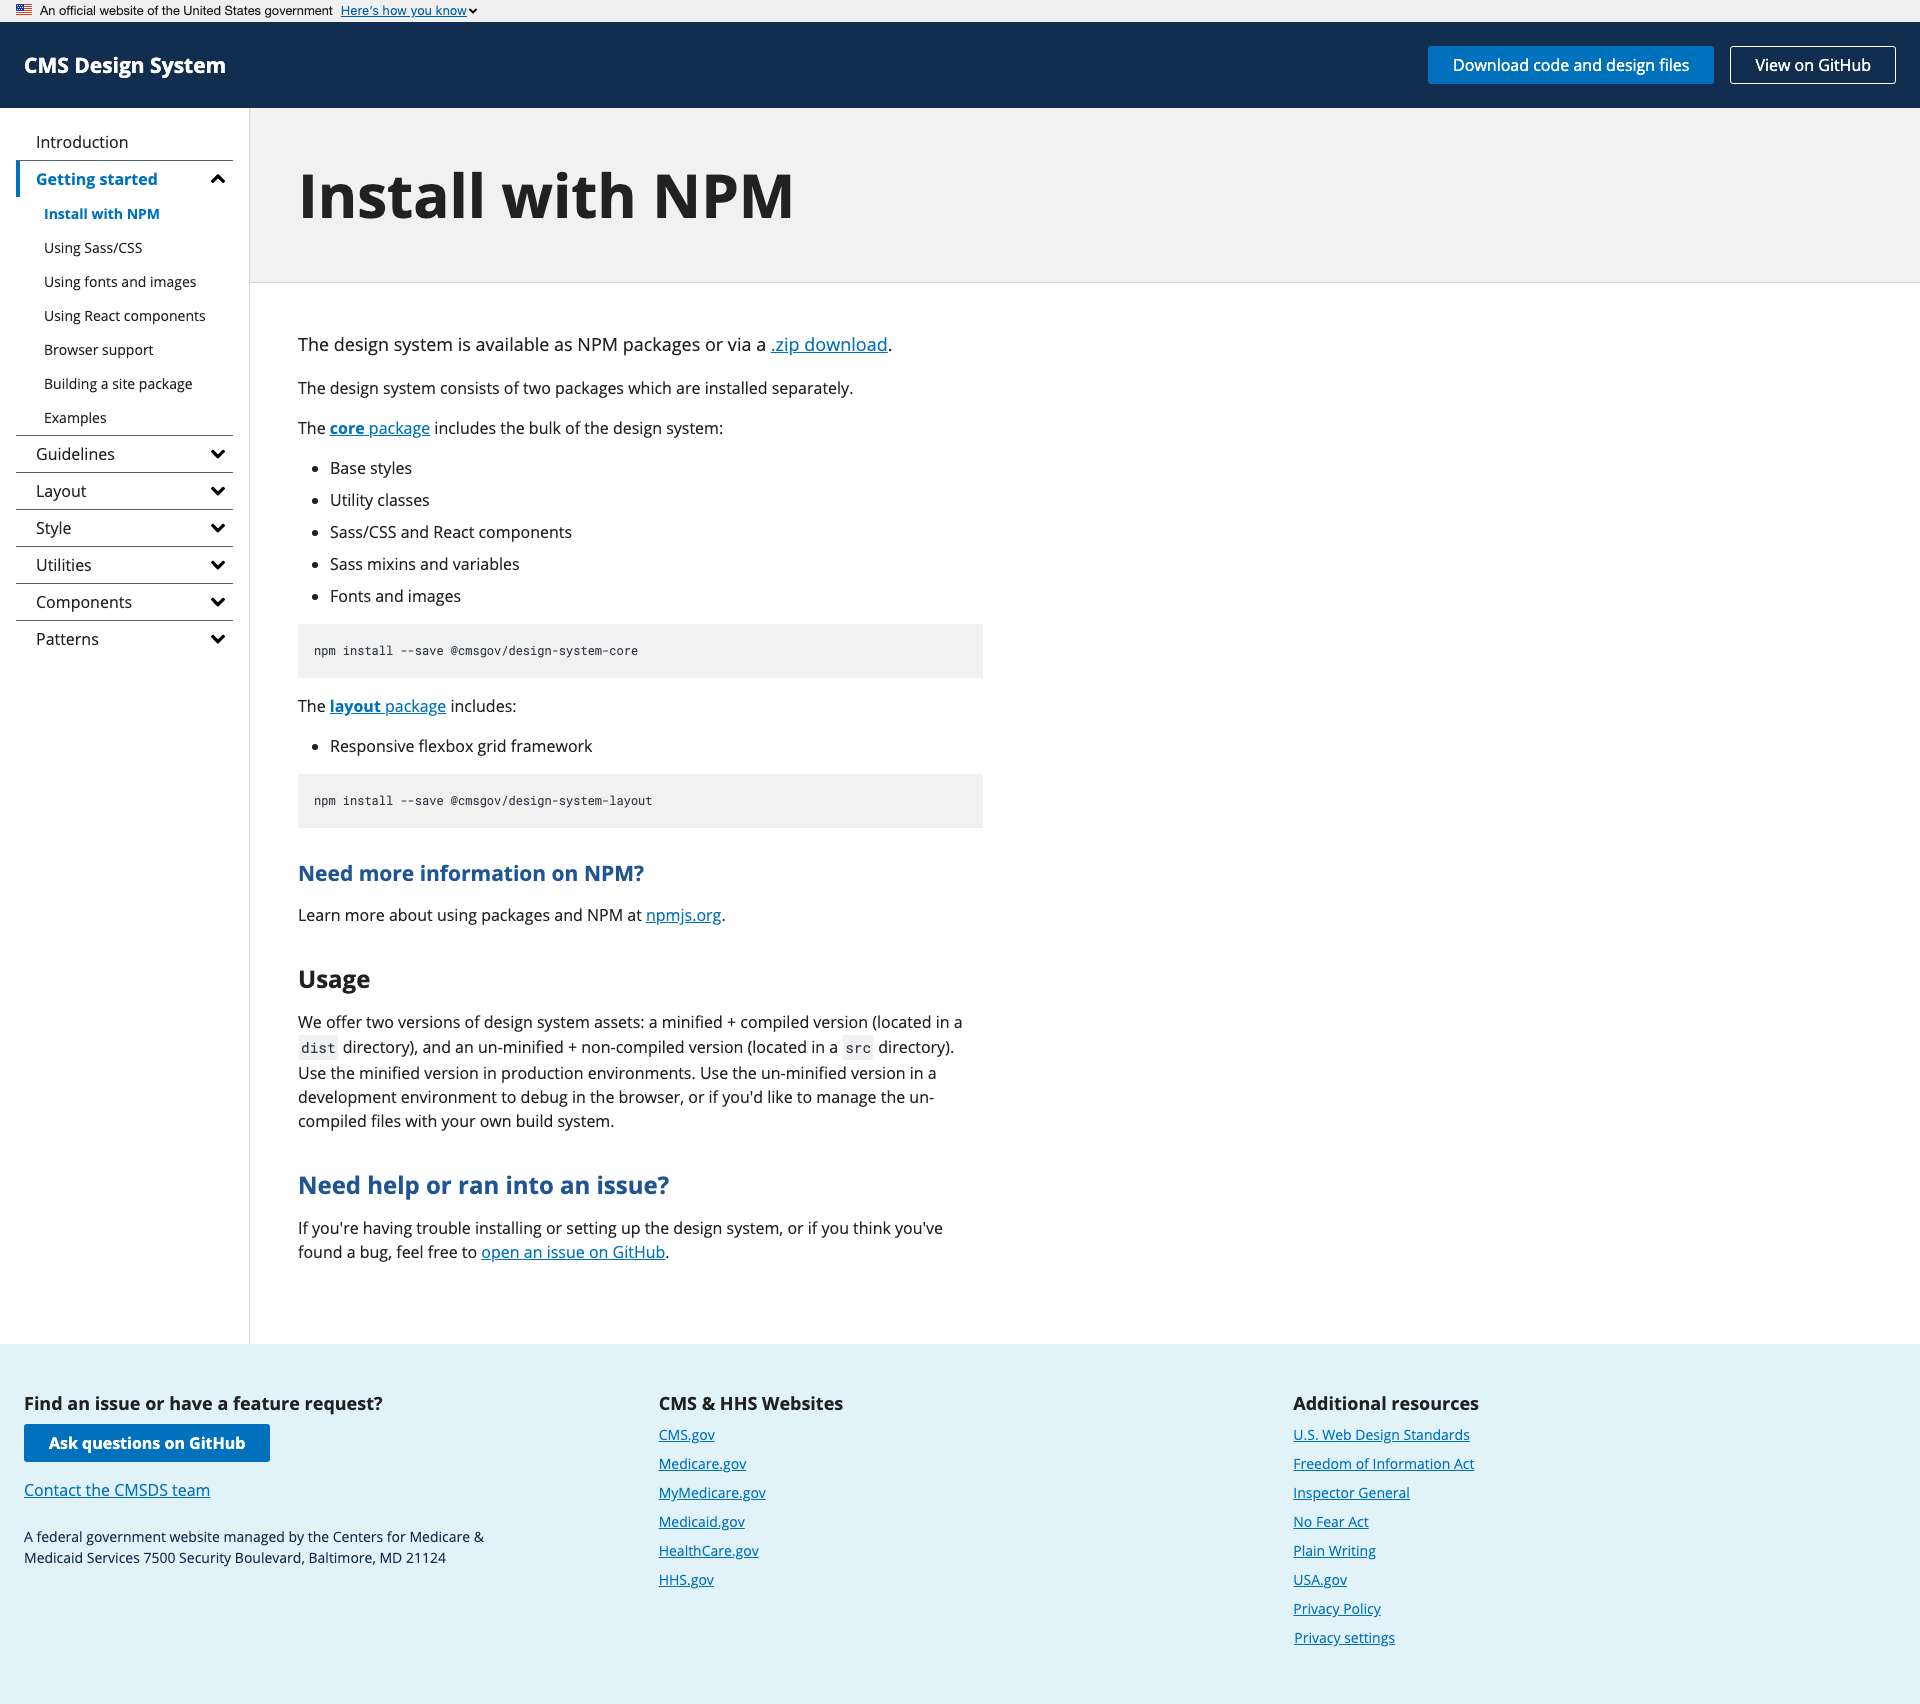 An official website of the United States government Here's how you know
CMS Design System
Download code and design files
View on GitHub
Introduction
Getting started
Install with NPM
Using Sass/CSS
Using fonts and images
Using React components
Browser support
Building a site package
Examples
Guidelines
Layout
Style
Utilities
Components
Patterns
Install with NPM
The design system is available as NPM packages or via a .zip download.
The design system consists of two packages which are installed separately.
The core package includes the bulk of the design system:
Base styles
Utility classes
Sass/CSS and React components
Sass mixins and variables
Fonts and images
npm install --save @cmsgov/design-system-core
The layout package includes:
Responsive flexbox grid framework
npm install --save @cmsgov/design-system-layout
Need more information on NPM?
Learn more about using packages and NPM at npmjs.org.
Usage
We offer two versions of design system assets: a minified + compiled version (located in a
dist directory), and an un-minified + non-compiled version (located in a src directory).
Use the minified version in production environments. Use the un-minified version in a
development environment to debug in the browser, or if you'd like to manage the un-
compiled files with your own build system.
Need help or ran into an issue?
If you're having trouble installing or setting up the design system, or if you think you've
found a bug, feel free to open an issue on GitHub.
Find an issue or have a feature request?
Ask questions on GitHub
Contact the CMSDS team
A federal government website managed by the Centers for Medicare &
Medicaid Services 7500 Security Boulevard, Baltimore, MD 21124
CMS & HHS Websites
CMS.gov
Medicare.gov
MyMedicare.gov
Medicaid.gov
HealthCare.gov
HHS.gov
Additional resources
U.S. Web Design Standards
Freedom of Information Act
Inspector General
No Fear Act
Plain Writing
USA.gov
Privacy Policy
Privacy settings